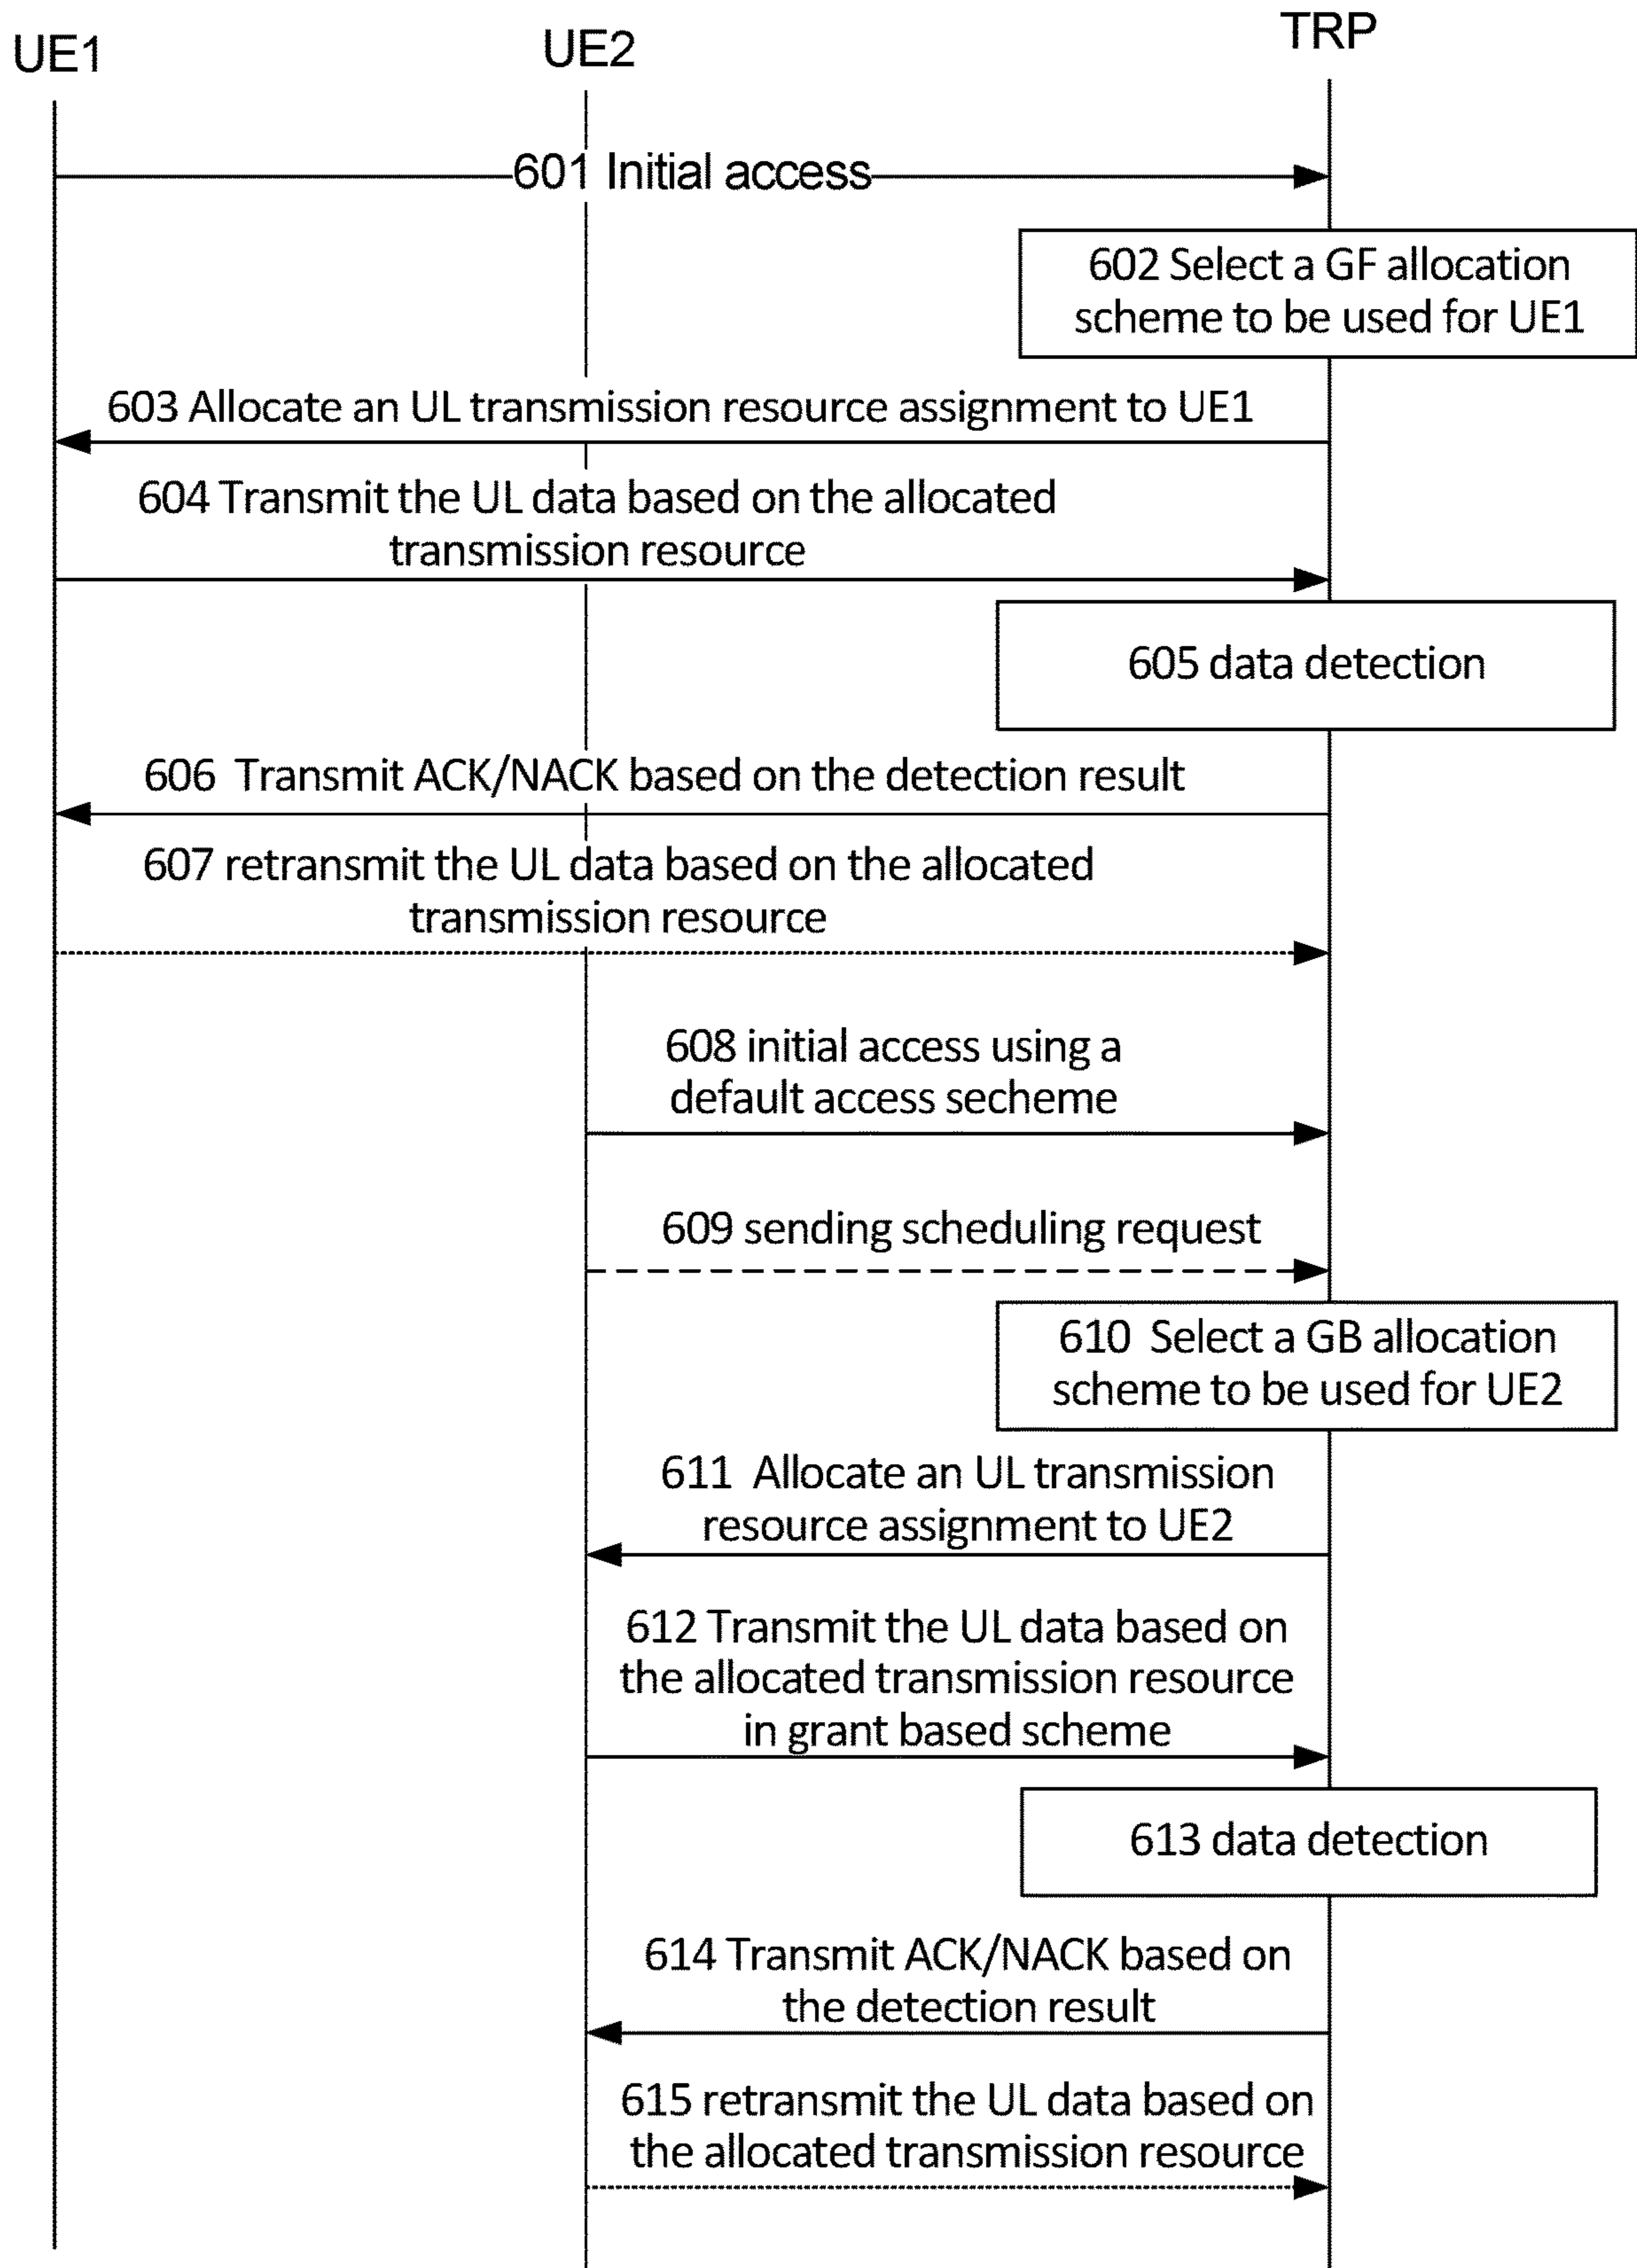 UE1
UE2
TRP
601 Initial access
602 Select a GF allocation
scheme to be used for UE1
603 Allocate an UL transmission resource assignment to UE1
604 Transmit the UL data based on the allocated
transmission resource
605 data detection
606 Transmit ACK/NACK based on the detection result
607 retransmit the UL data based on the allocated
transmission resource
608 initial access using a
default access secheme
609 sending scheduling request
610 Select a GB allocation
scheme to be used for UE2
611 Allocate an UL transmission
resource assignment to UE2
612 Transmit the UL data based on
the allocated transmission resource
in grant based scheme
613 data detection
614 Transmit ACK/NACK based on
the detection result
615 retransmit the UL data based on
the allocated transmission resource